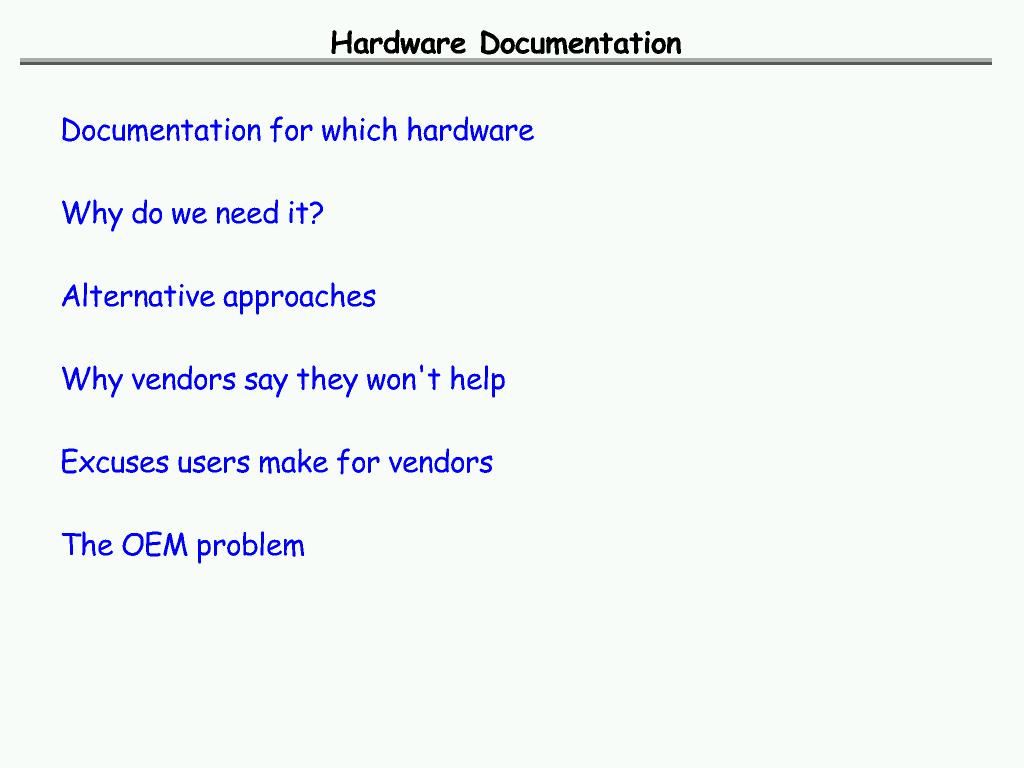 Hardware Documentation
Documentation for which hardware
Why do we need it?
Alternative approaches
Why vendors say they won't help
Excuses users make for vendors
The OEM problem